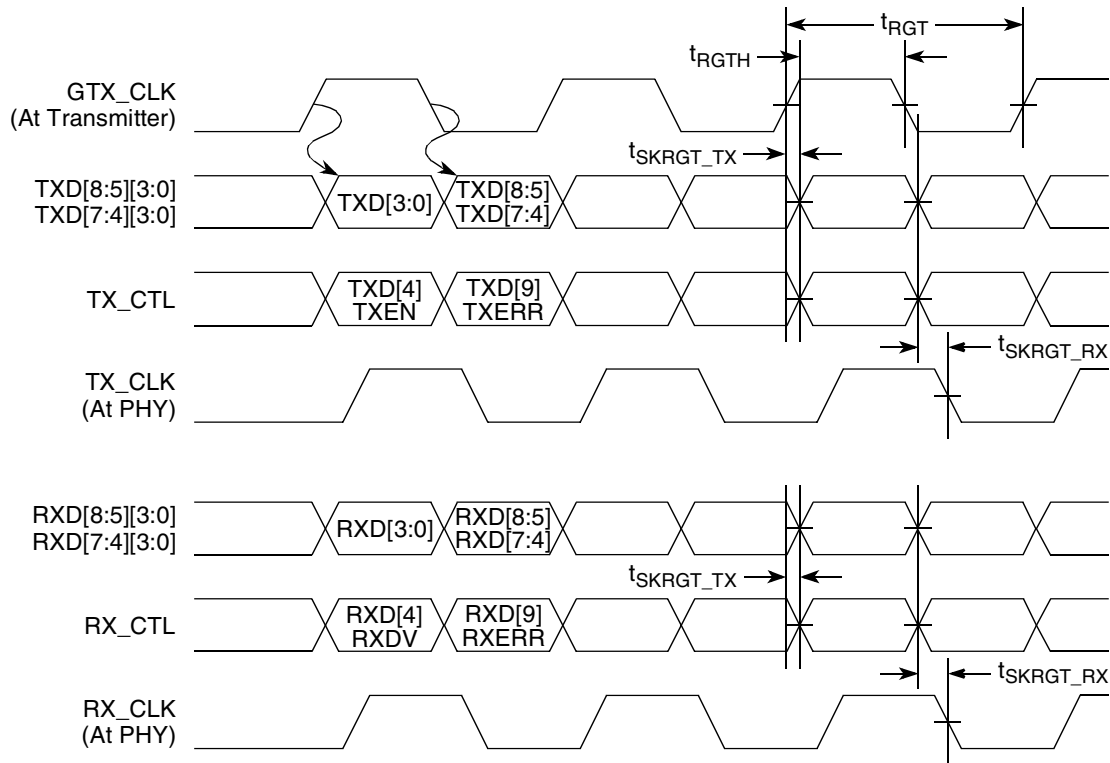 tRGT
tRGTH
GTX_CLK
(At Transmitter)
tSKRGT_TX
TXD[8:5][3:0]
TXD[7:4][3:0]
TXD[3:0]
TXD[8:5]
TXD[7:4]
TX_CTL
TXD[4]
TXEN
TXD[9]
TXERR
tSKRGT_RX
TX_CLK
(At PHY)
RXD[8:5][3:0]
RXD[7:4][3:0]
RXD[3:0]
RXD[8:5]
RXD[7:4]
tSKRGT_TX
RX_CTL
RXD[4]
RXDV
RXD[9]
RXERR
tSKRGT_RX
RX_CLK
(At PHY)